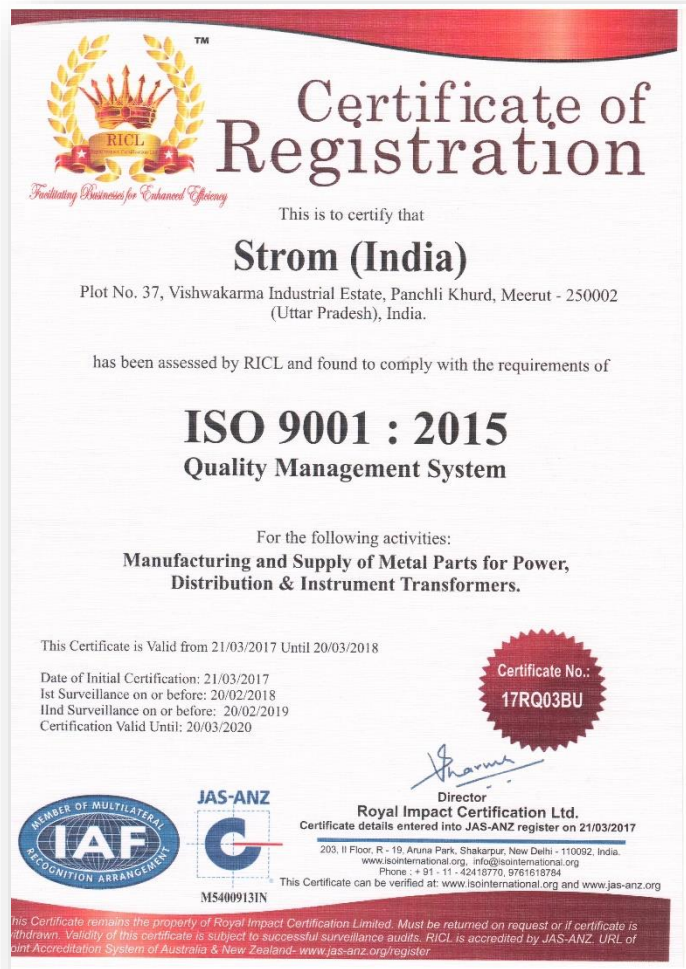 TM
RICL
Facilitating Businesses for Enhanced Efficiency
Certificate of
Registration
This is to certify that
Strom (India)
Plot No. 37, Vishwakarma Industrial Estate, Panchli Khurd, Meerut - 250002
(Uttar Pradesh), India.
has been assessed by RICL and found to comply with the requirements of
ISO 9001 : 2015
Quality Management System
For the following activities:
Manufacturing and Supply of Metal Parts for Power,
Distribution & Instrument Transformers.
This Certificate is Valid from 21/03/2017 Until 20/03/2018
Date of Initial Certification: 21/03/2017
Ist Surveillance on or before: 20/02/2018
IInd Surveillance on or before: 20/02/2019
Certification Valid Until: 20/03/2020
Certificate No.:
17RQ03BU
Sharma
Director
Royal Impact Certification Ltd.
Certificate details entered into JAS-ANZ register on 21/03/2017
203, II Floor, R - 19, Aruna Park, Shakarpur, New Delhi - 110092, India.
www.isointernational.org, info@isointernational.org
Phone : + 91 - 11 - 42418770, 9761618784
This Certificate can be verified at: www.isointernational.org and www.jas-anz.org
MEMBER OF MULTILATERAL
IAF
RECOGNITION ARRANGEMENT
JAS-ANZ
M5400913IN
his Certificate remains the property of Royal Impact Certification Limited. Must be returned on request or if certificate is
ithdrawn. Validity of this certificate is subject to successful surveillance audits. RICL is accredited by JAS-ANZ. URL of
oint Accreditation System of Australia & New Zealand- www.jas-anz.org/register